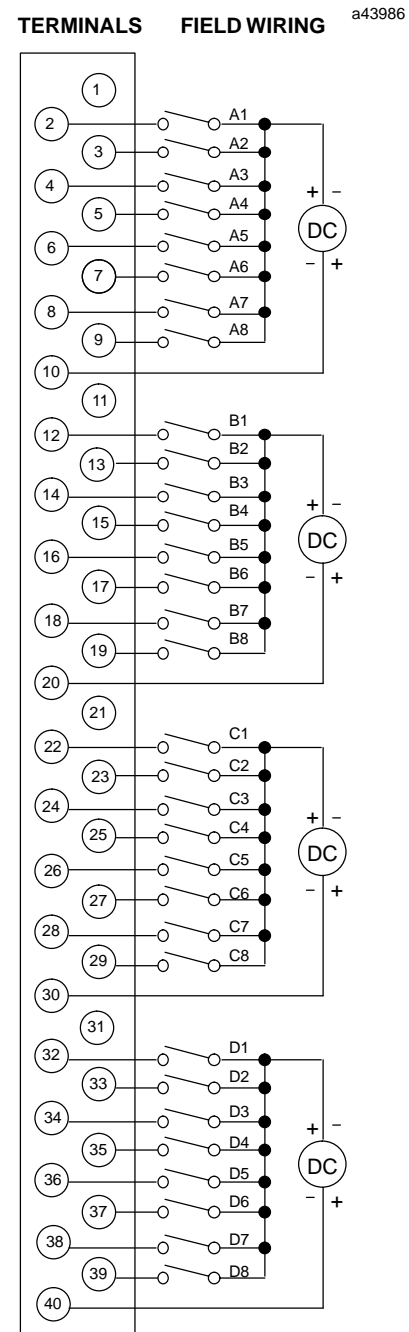 TERMINALS FIELD WIRING a43986
1
2 A1
3 A2
4 A3
+ −
5 A4
DC
6 A5
− +
7 A6
8 A7
9 A8
10
11
12 B1
13 B2
14 B3
+ −
15 B4
DC
16 B5
− +
17 B6
18 B7
19 B8
20
21
22 C1
23 C2
24 C3
+ −
25 C4
DC
26 C5
− +
27 C6
28 C7
29 C8
30
31
32 D1
33 D2
34 D3
+ −
35 D4
DC
36 D5
− +
37 D6
38 D7
39 D8
40